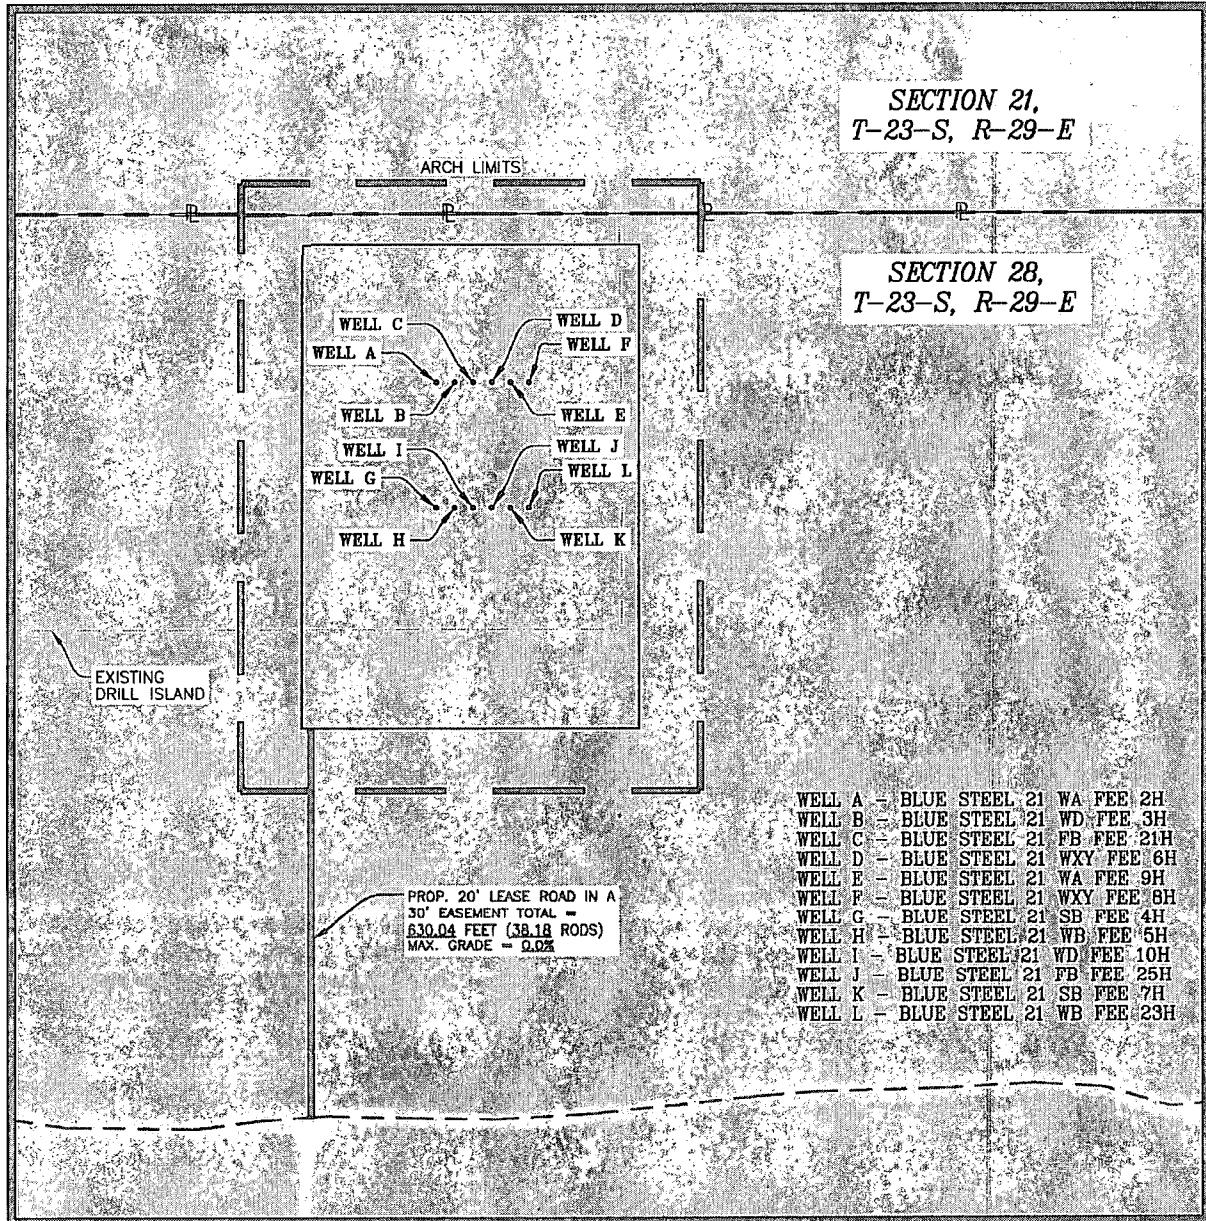 SECTION 21,
T-23-S, R-29-E
ARCH LIMITS
PL
PL
PL
PL
SECTION 28,
T-23-S, R-29-E
WELL C
WELL D
WELL A
WELL F
WELL B
WELL E
WELL I
WELL J
WELL G
WELL L
WELL H
WELL K
EXISTING
DRILL ISLAND
WELL A - BLUE STEEL 21 WA FEE 2H
WELL B - BLUE STEEL 21 WD FEE 3H
WELL C - BLUE STEEL 21 FB FEE 21H
WELL D - BLUE STEEL 21 WXY FEE 6H
WELL E - BLUE STEEL 21 WA FEE 9H
WELL F - BLUE STEEL 21 WXY FEE 8H
WELL G - BLUE STEEL 21 SB FEE 4H
WELL H - BLUE STEEL 21 WB FEE 5H
WELL I - BLUE STEEL 21 WD FEE 10H
WELL J - BLUE STEEL 21 FB FEE 25H
WELL K - BLUE STEEL 21 SB FEE 7H
WELL L - BLUE STEEL 21 WB FEE 23H
PROP. 20' LEASE ROAD IN A
30' EASEMENT TOTAL =
630.04 FEET (38.18 RODS)
MAX. GRADE = 0.0%